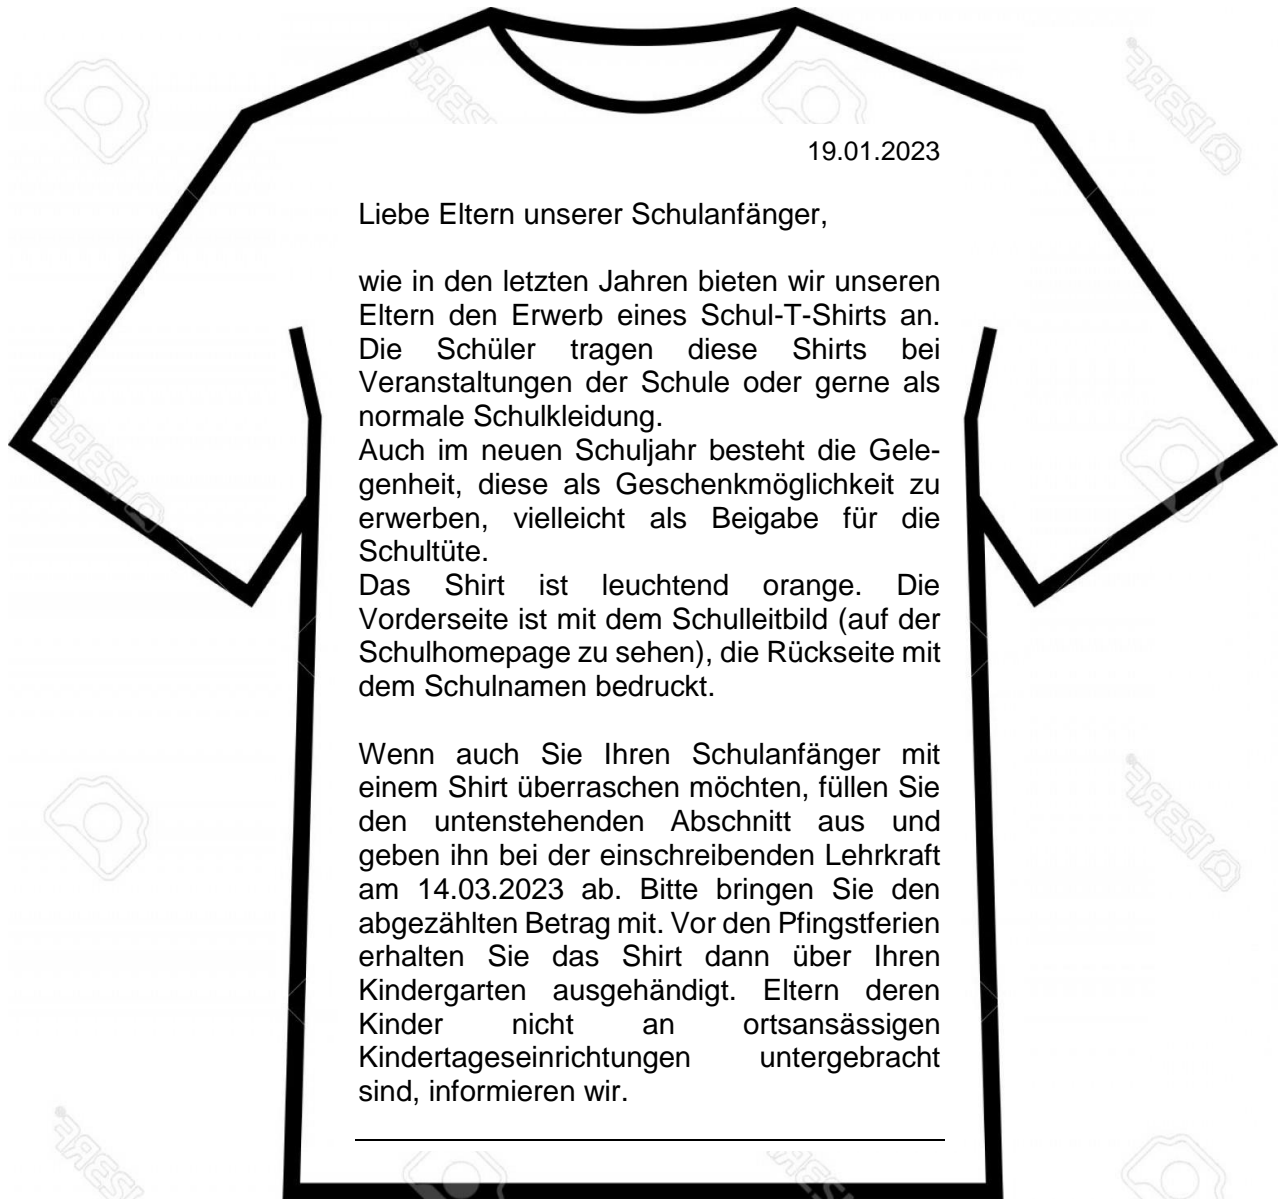 19.01.2023
Liebe Eltern unserer Schulanfänger,
wie in den letzten Jahren bieten wir unseren
Eltern den Erwerb eines Schul-T-Shirts an.
Die Schüler tragen diese Shirts bei
Veranstaltungen der Schule oder gerne als
normale Schulkleidung.
Auch im neuen Schuljahr besteht die Gele-
genheit, diese als Geschenkmöglichkeit zu
erwerben, vielleicht als Beigabe für die
Schultüte.
Das Shirt ist leuchtend orange. Die
Vorderseite ist mit dem Schulleitbild (auf der
Schulhomepage zu sehen), die Rückseite mit
dem Schulnamen bedruckt.
Wenn auch Sie Ihren Schulanfänger mit
einem Shirt überraschen möchten, füllen Sie
den untenstehenden Abschnitt aus und
geben ihn bei der einschreibenden Lehrkraft
am 14.03.2023 ab. Bitte bringen Sie den
abgezählten Betrag mit. Vor den Pfingstferien
erhalten Sie das Shirt dann über Ihren
Kindergarten ausgehändigt. Eltern deren
Kinder nicht an ortsansässigen
Kindertageseinrichtungen untergebracht
sind, informieren wir.